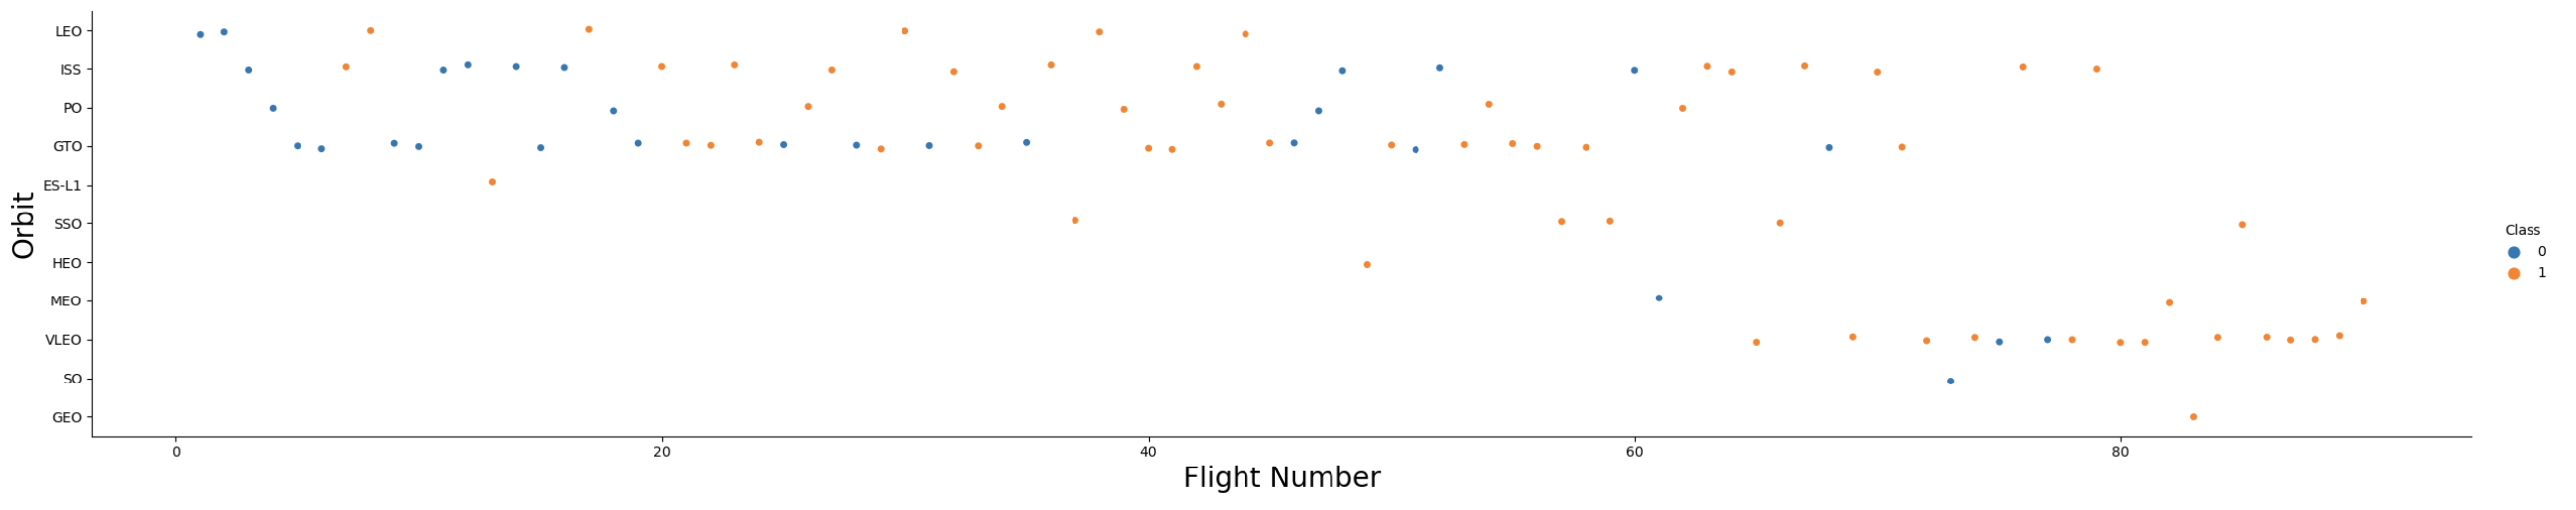 LEO
ISS
PO
GTO
ES-L1
SSO
HEO
MEO
VLEO
SO
GEO
Orbit
0 20 40 60 80
Flight Number
Class
0
1